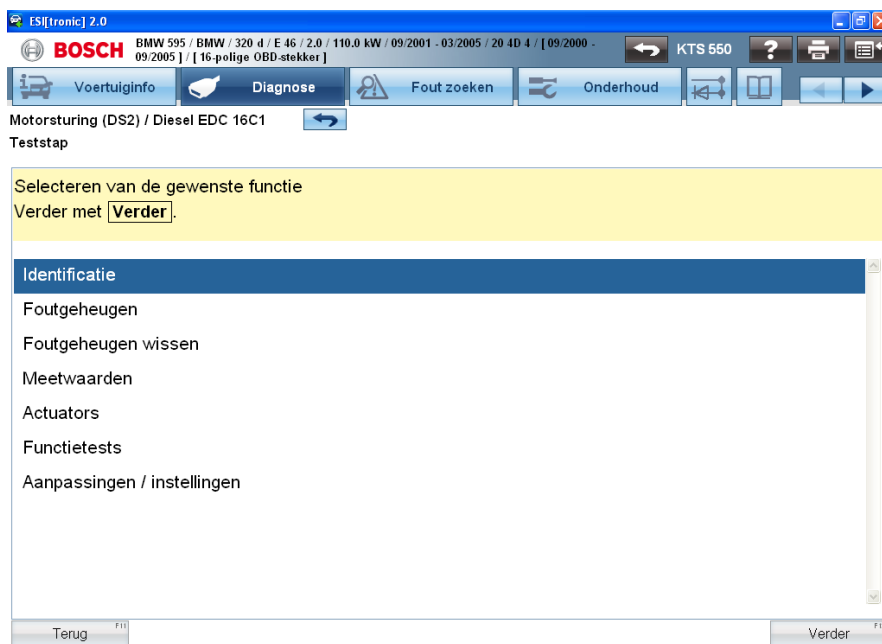 ESI[tronic] 2.0
BOSCH
BMW 595 / BMW / 320 d / E 46 / 2.0 / 110.0 kW / 09/2001 - 03/2005 / 20 4D 4 / [ 09/2000 -
09/2005 ] / [ 16-polige OBD-stekker ]
KTS 550
?
Voertuiginfo
Diagnose
Fout zoeken
Onderhoud
Motorsturing (DS2) / Diesel EDC 16C1
Teststap
Selecteren van de gewenste functie
Verder met Verder.
Identificatie
Foutgeheugen
Foutgeheugen wissen
Meetwaarden
Actuators
Functietests
Aanpassingen / instellingen
Terug F11
Verder